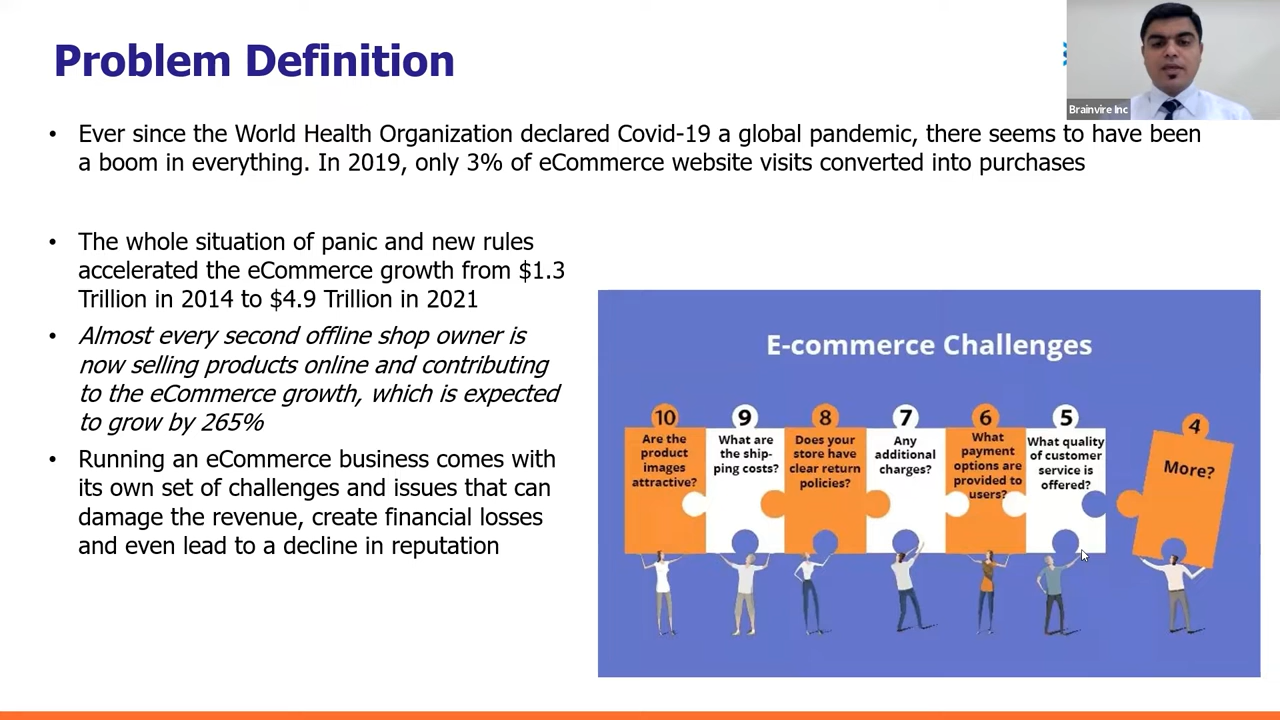 Problem Definition
Brainvire Inc
• Ever since the World Health Organization declared Covid-19 a global pandemic, there seems to have been
a boom in everything. In 2019, only 3% of eCommerce website visits converted into purchases
• The whole situation of panic and new rules
accelerated the eCommerce growth from $1.3
Trillion in 2014 to $4.9 Trillion in 2021
• Almost every second offline shop owner is
now selling products online and contributing
to the eCommerce growth, which is expected
to grow by 265%
• Running an eCommerce business comes with
its own set of challenges and issues that can
damage the revenue, create financial losses
and even lead to a decline in reputation
E-commerce Challenges
10
Are the
product
images
attractive?
9
What are
the ship-
ping costs?
8
Does your
store have
clear return
policies?
7
Any
additional
charges?
6
What
payment
options are
provided to
users?
5
What quality
of customer
service is
offered?
4
More?